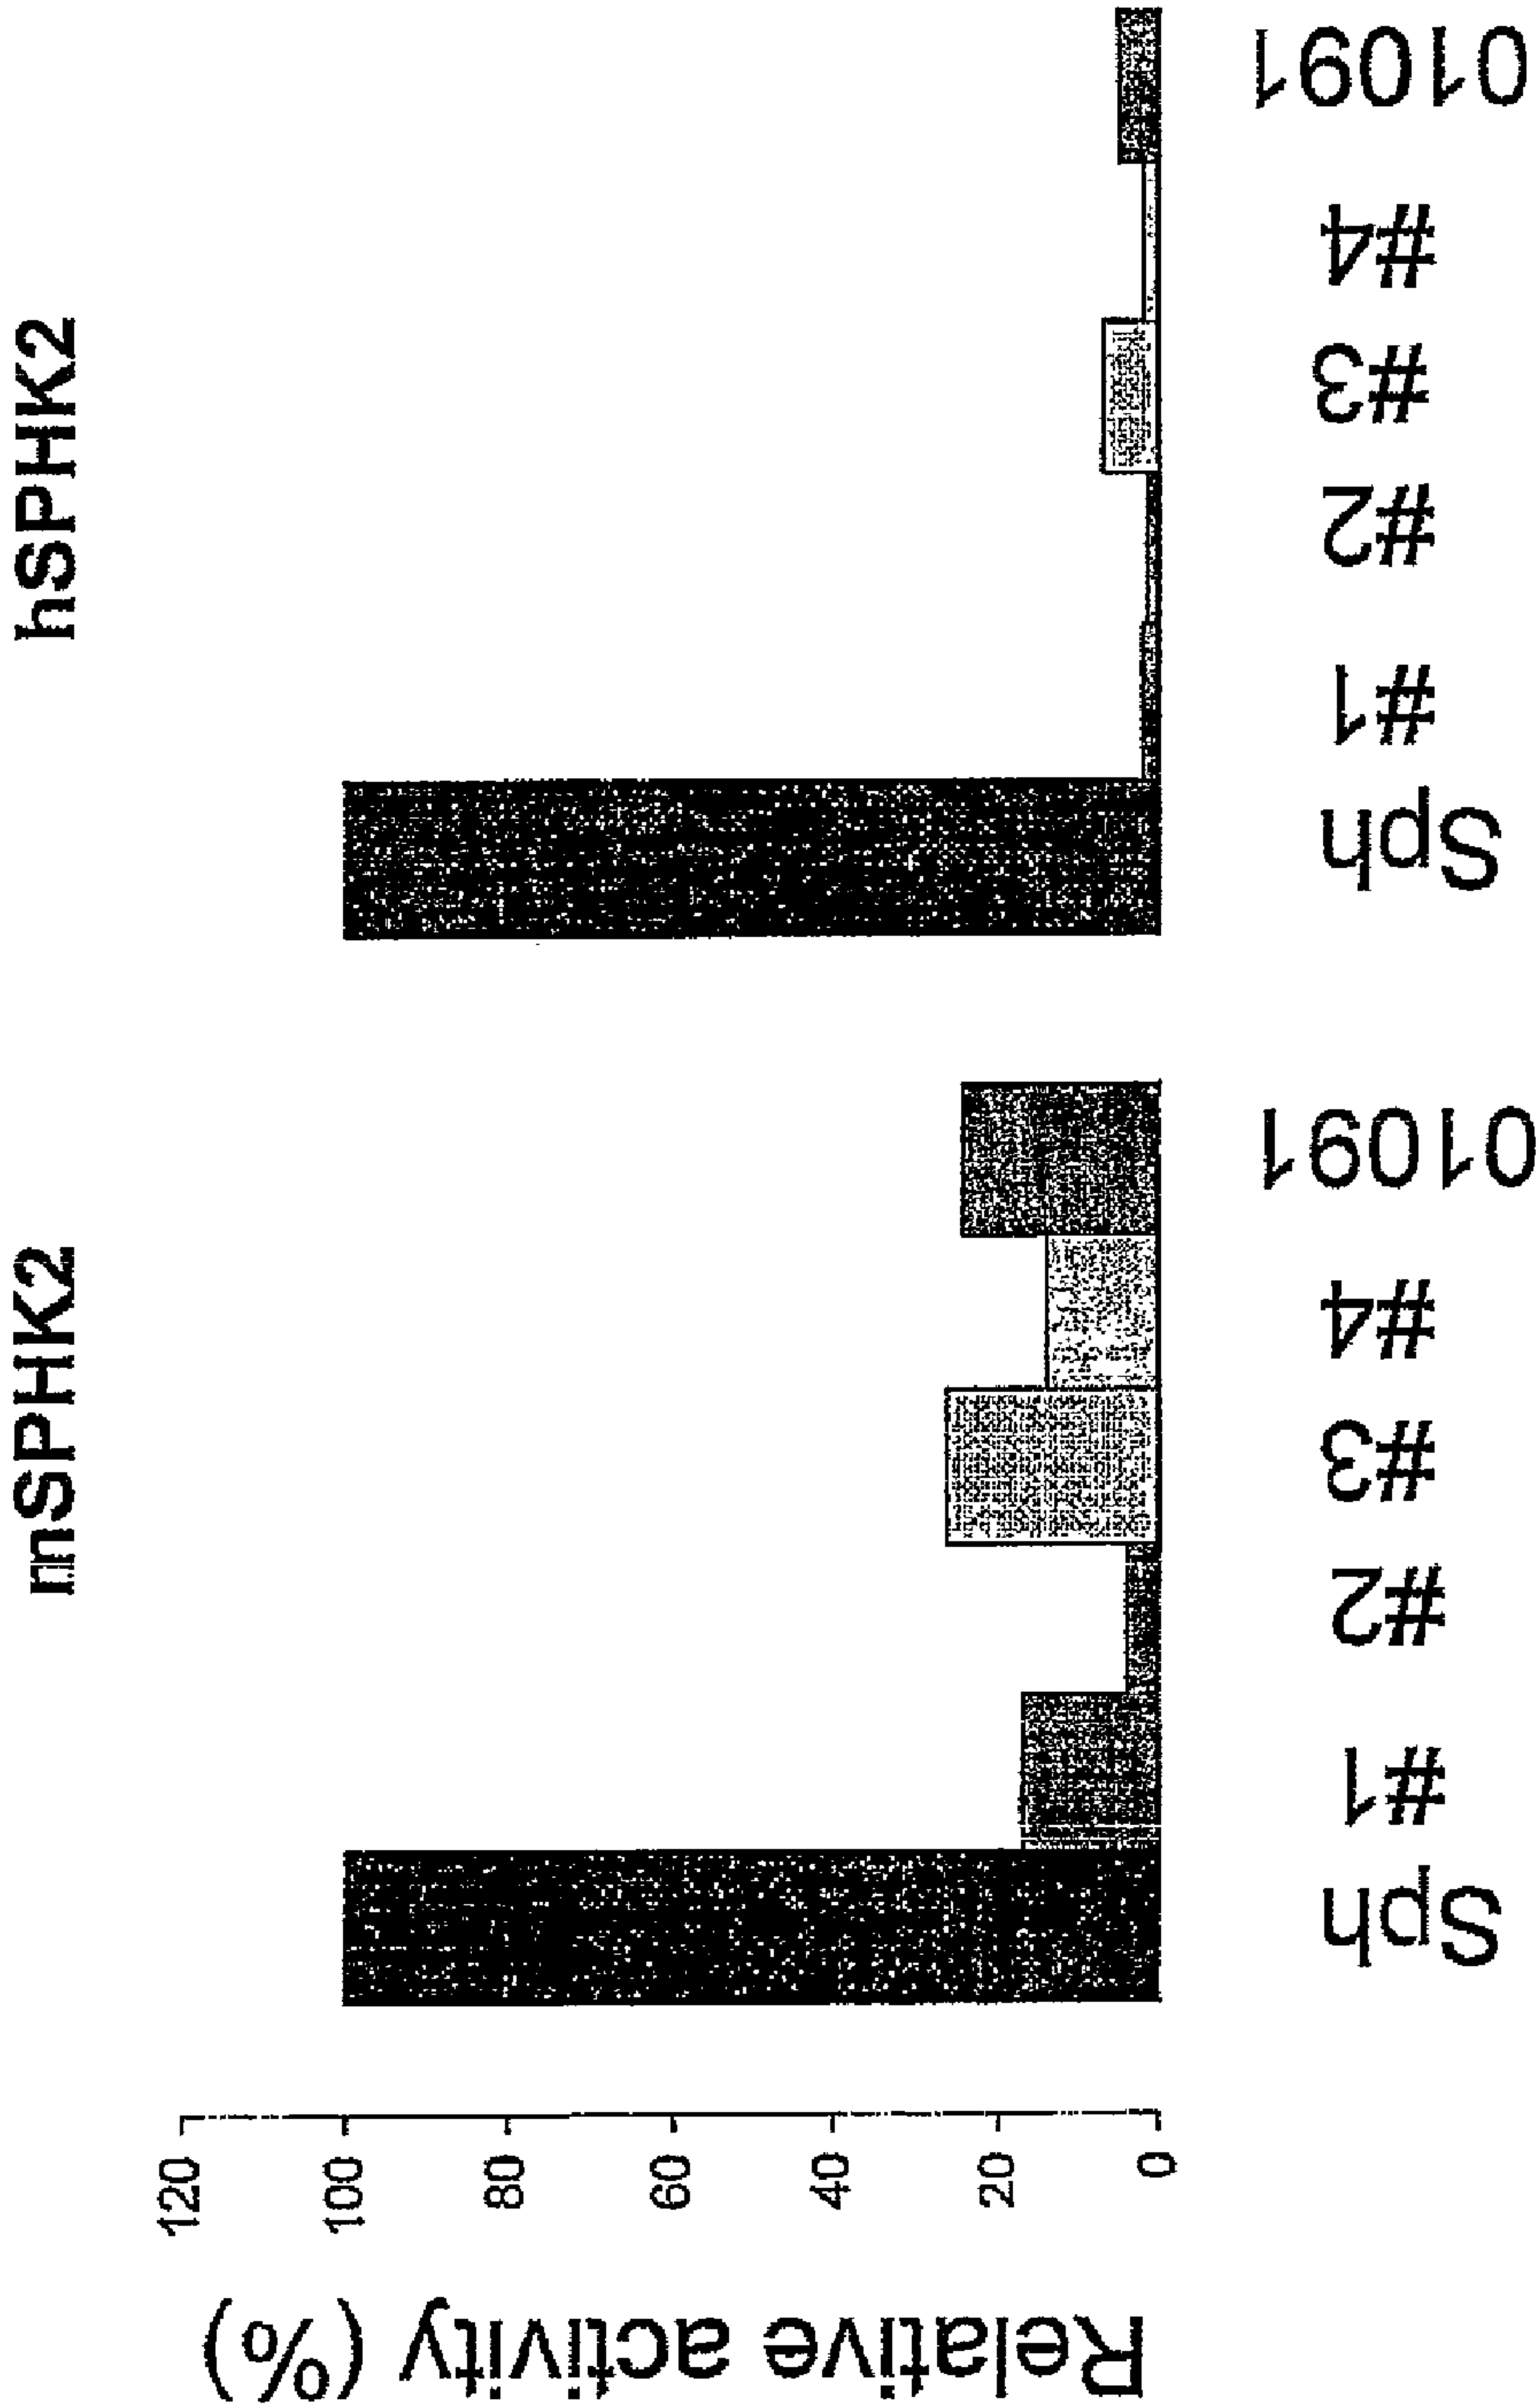 mSPHK2
hSPHK2
Relative activity (%)
120
100
80
60
40
20
0
Sph #1 #2 #3 #4 01091
Sph #1 #2 #3 #4 01091